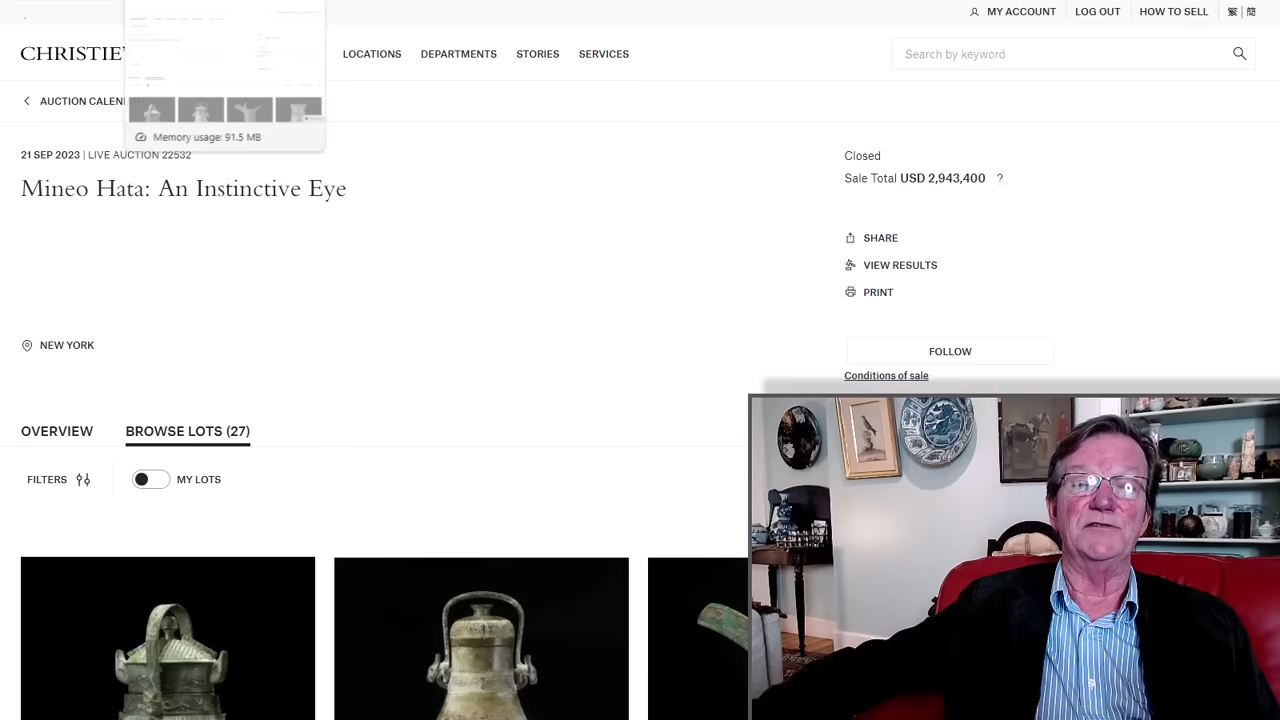 MY ACCOUNT
LOG OUT
HOW TO SELL
繁 | 簡
CHRISTIE'
LOCATIONS
DEPARTMENTS
STORIES
SERVICES
Search by keyword
AUCTION CALEN
Memory usage: 91.5 MB
21 SEP 2023 | LIVE AUCTION 22532
Closed
Sale Total USD 2,943,400 ?
Mineo Hata: An Instinctive Eye
SHARE
VIEW RESULTS
PRINT
NEW YORK
FOLLOW
Conditions of sale
OVERVIEW
BROWSE LOTS (27)
FILTERS
MY LOTS